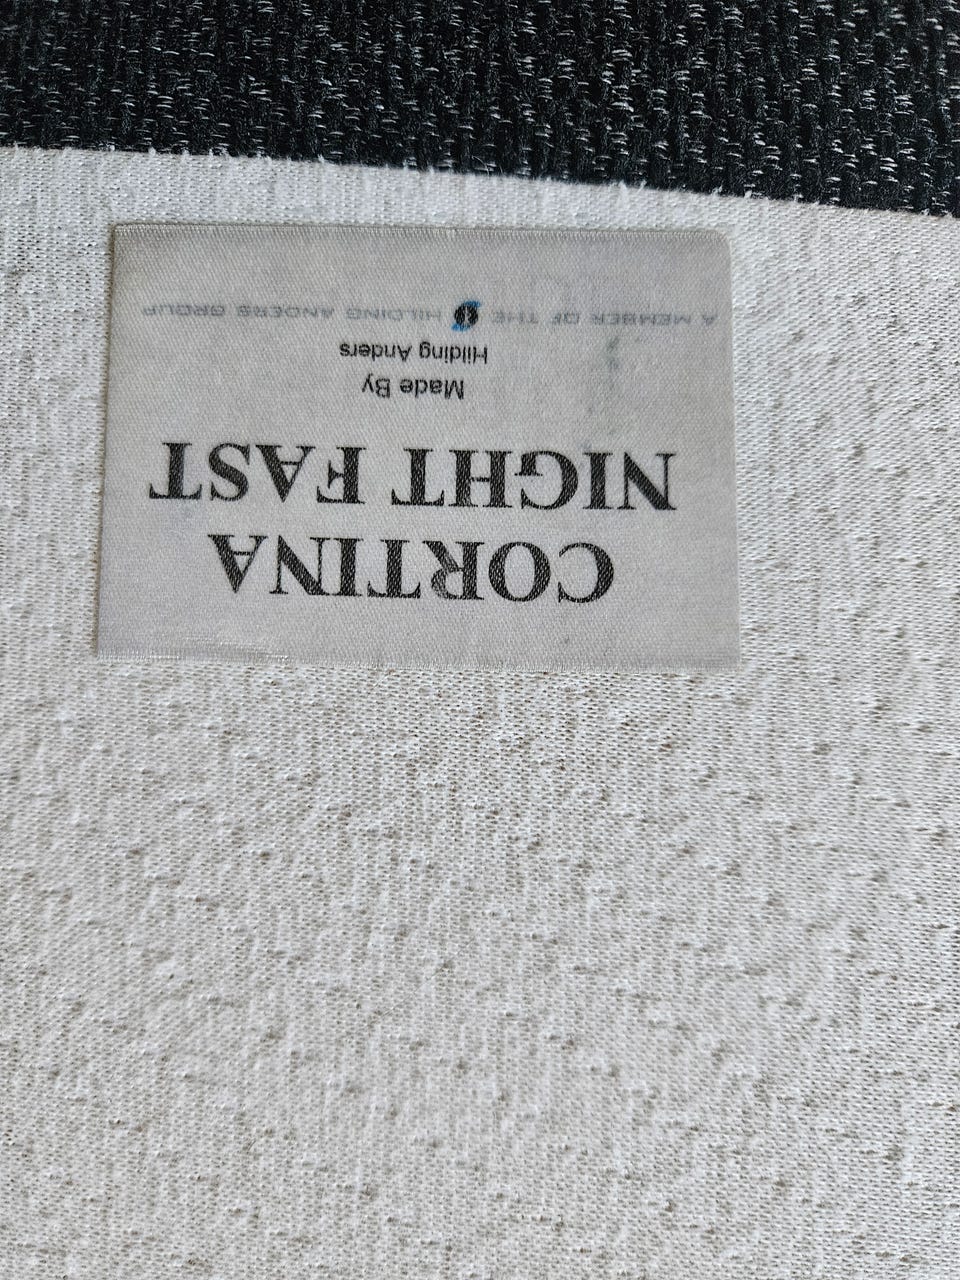 CORTINA
NIGHT FAST
Made By
Hilding Anders
A MEMBER OF THE HILDING ANDERS GROUP